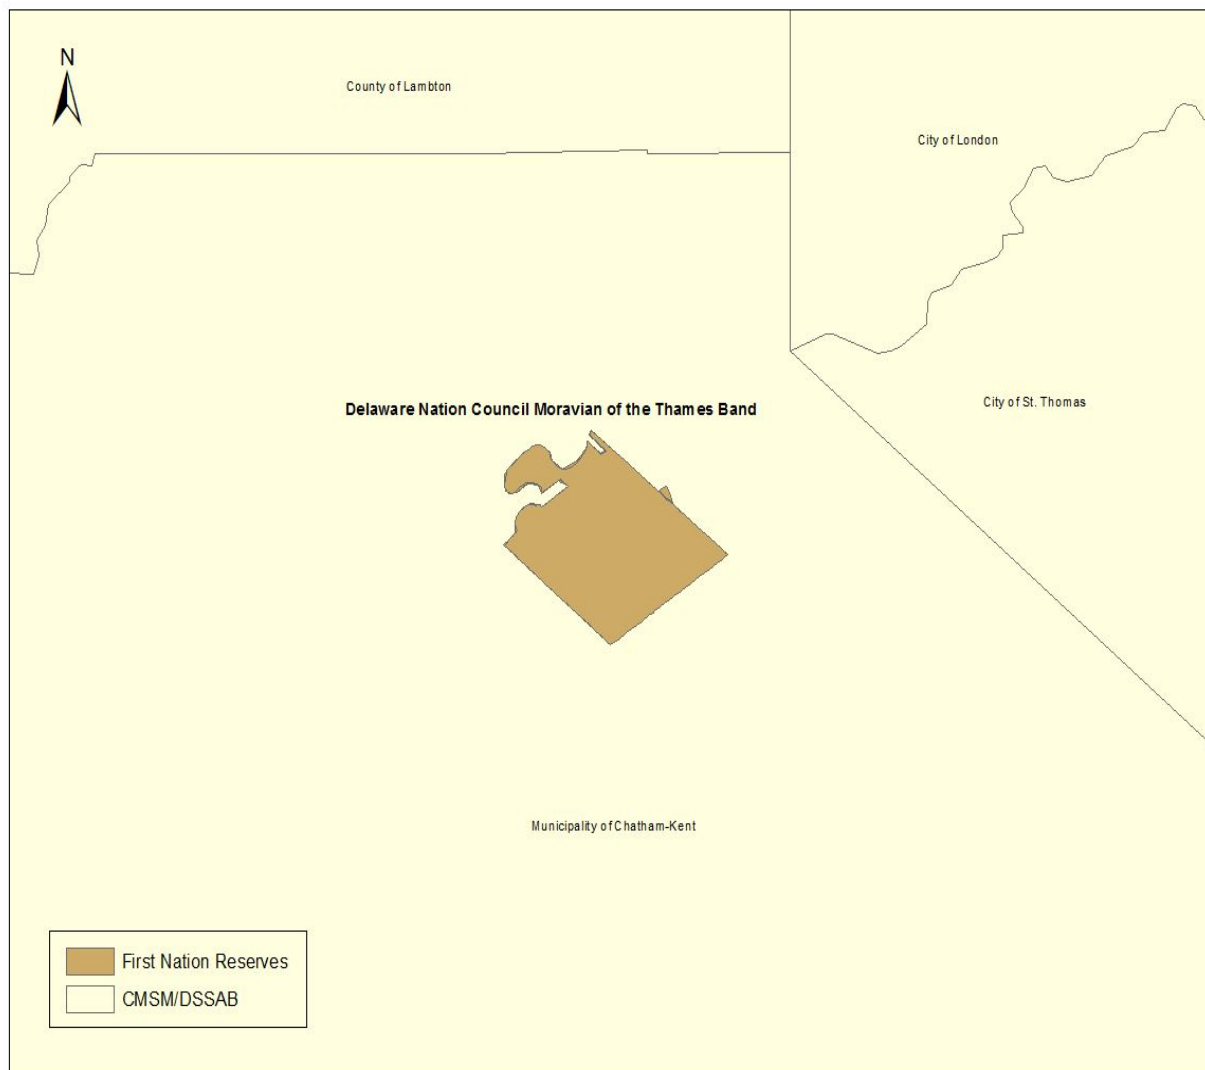 N
County of Lambton
City of London
City of St. Thomas
Delaware Nation Council Moravian of the Thames Band
Municipality of Chatham-Kent
First Nation Reserves
CMSM/DSSAB